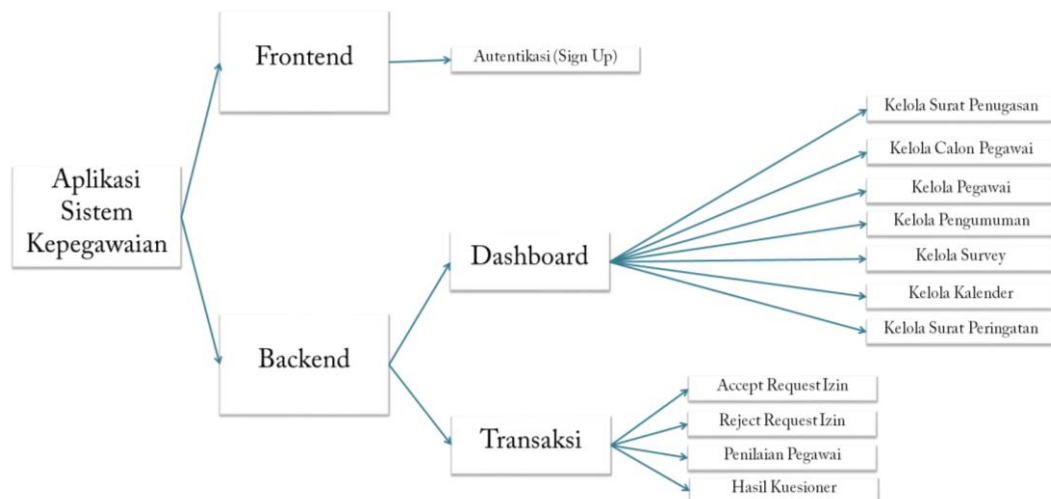 Frontend
Autentikasi (Sign Up)
Aplikasi
Sistem
Kepegawaian
Backend
Dashboard
Kelola Surat Penugasan
Kelola Calon Pegawai
Kelola Pegawai
Kelola Pengumuman
Kelola Survey
Kelola Kalender
Kelola Surat Peringatan
Transaksi
Accept Request Izin
Reject Request Izin
Penilaian Pegawai
Hasil Kuesioner